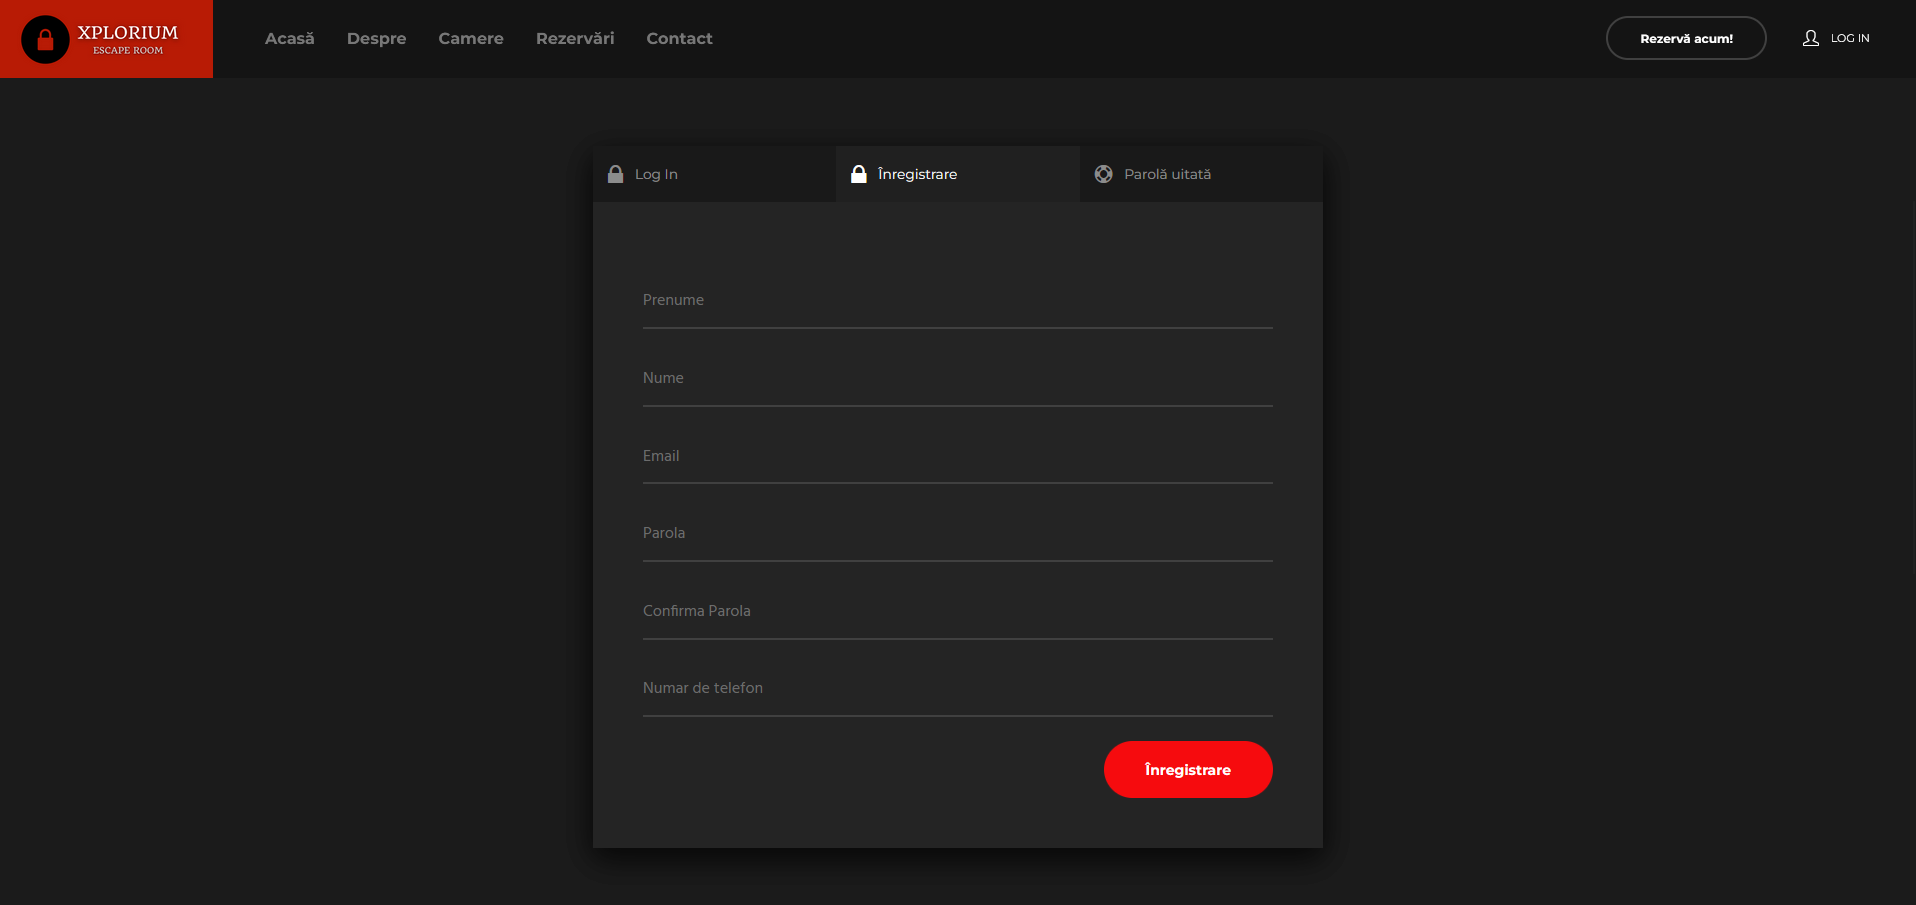 XPLORIUM
ESCAPE ROOM
Acasă Despre Camere Rezervări Contact
Rezervă acum!
LOG IN
Log In
Înregistrare
Parolă uitată
Prenume
Nume
Email
Parola
Confirma Parola
Numar de telefon
Înregistrare